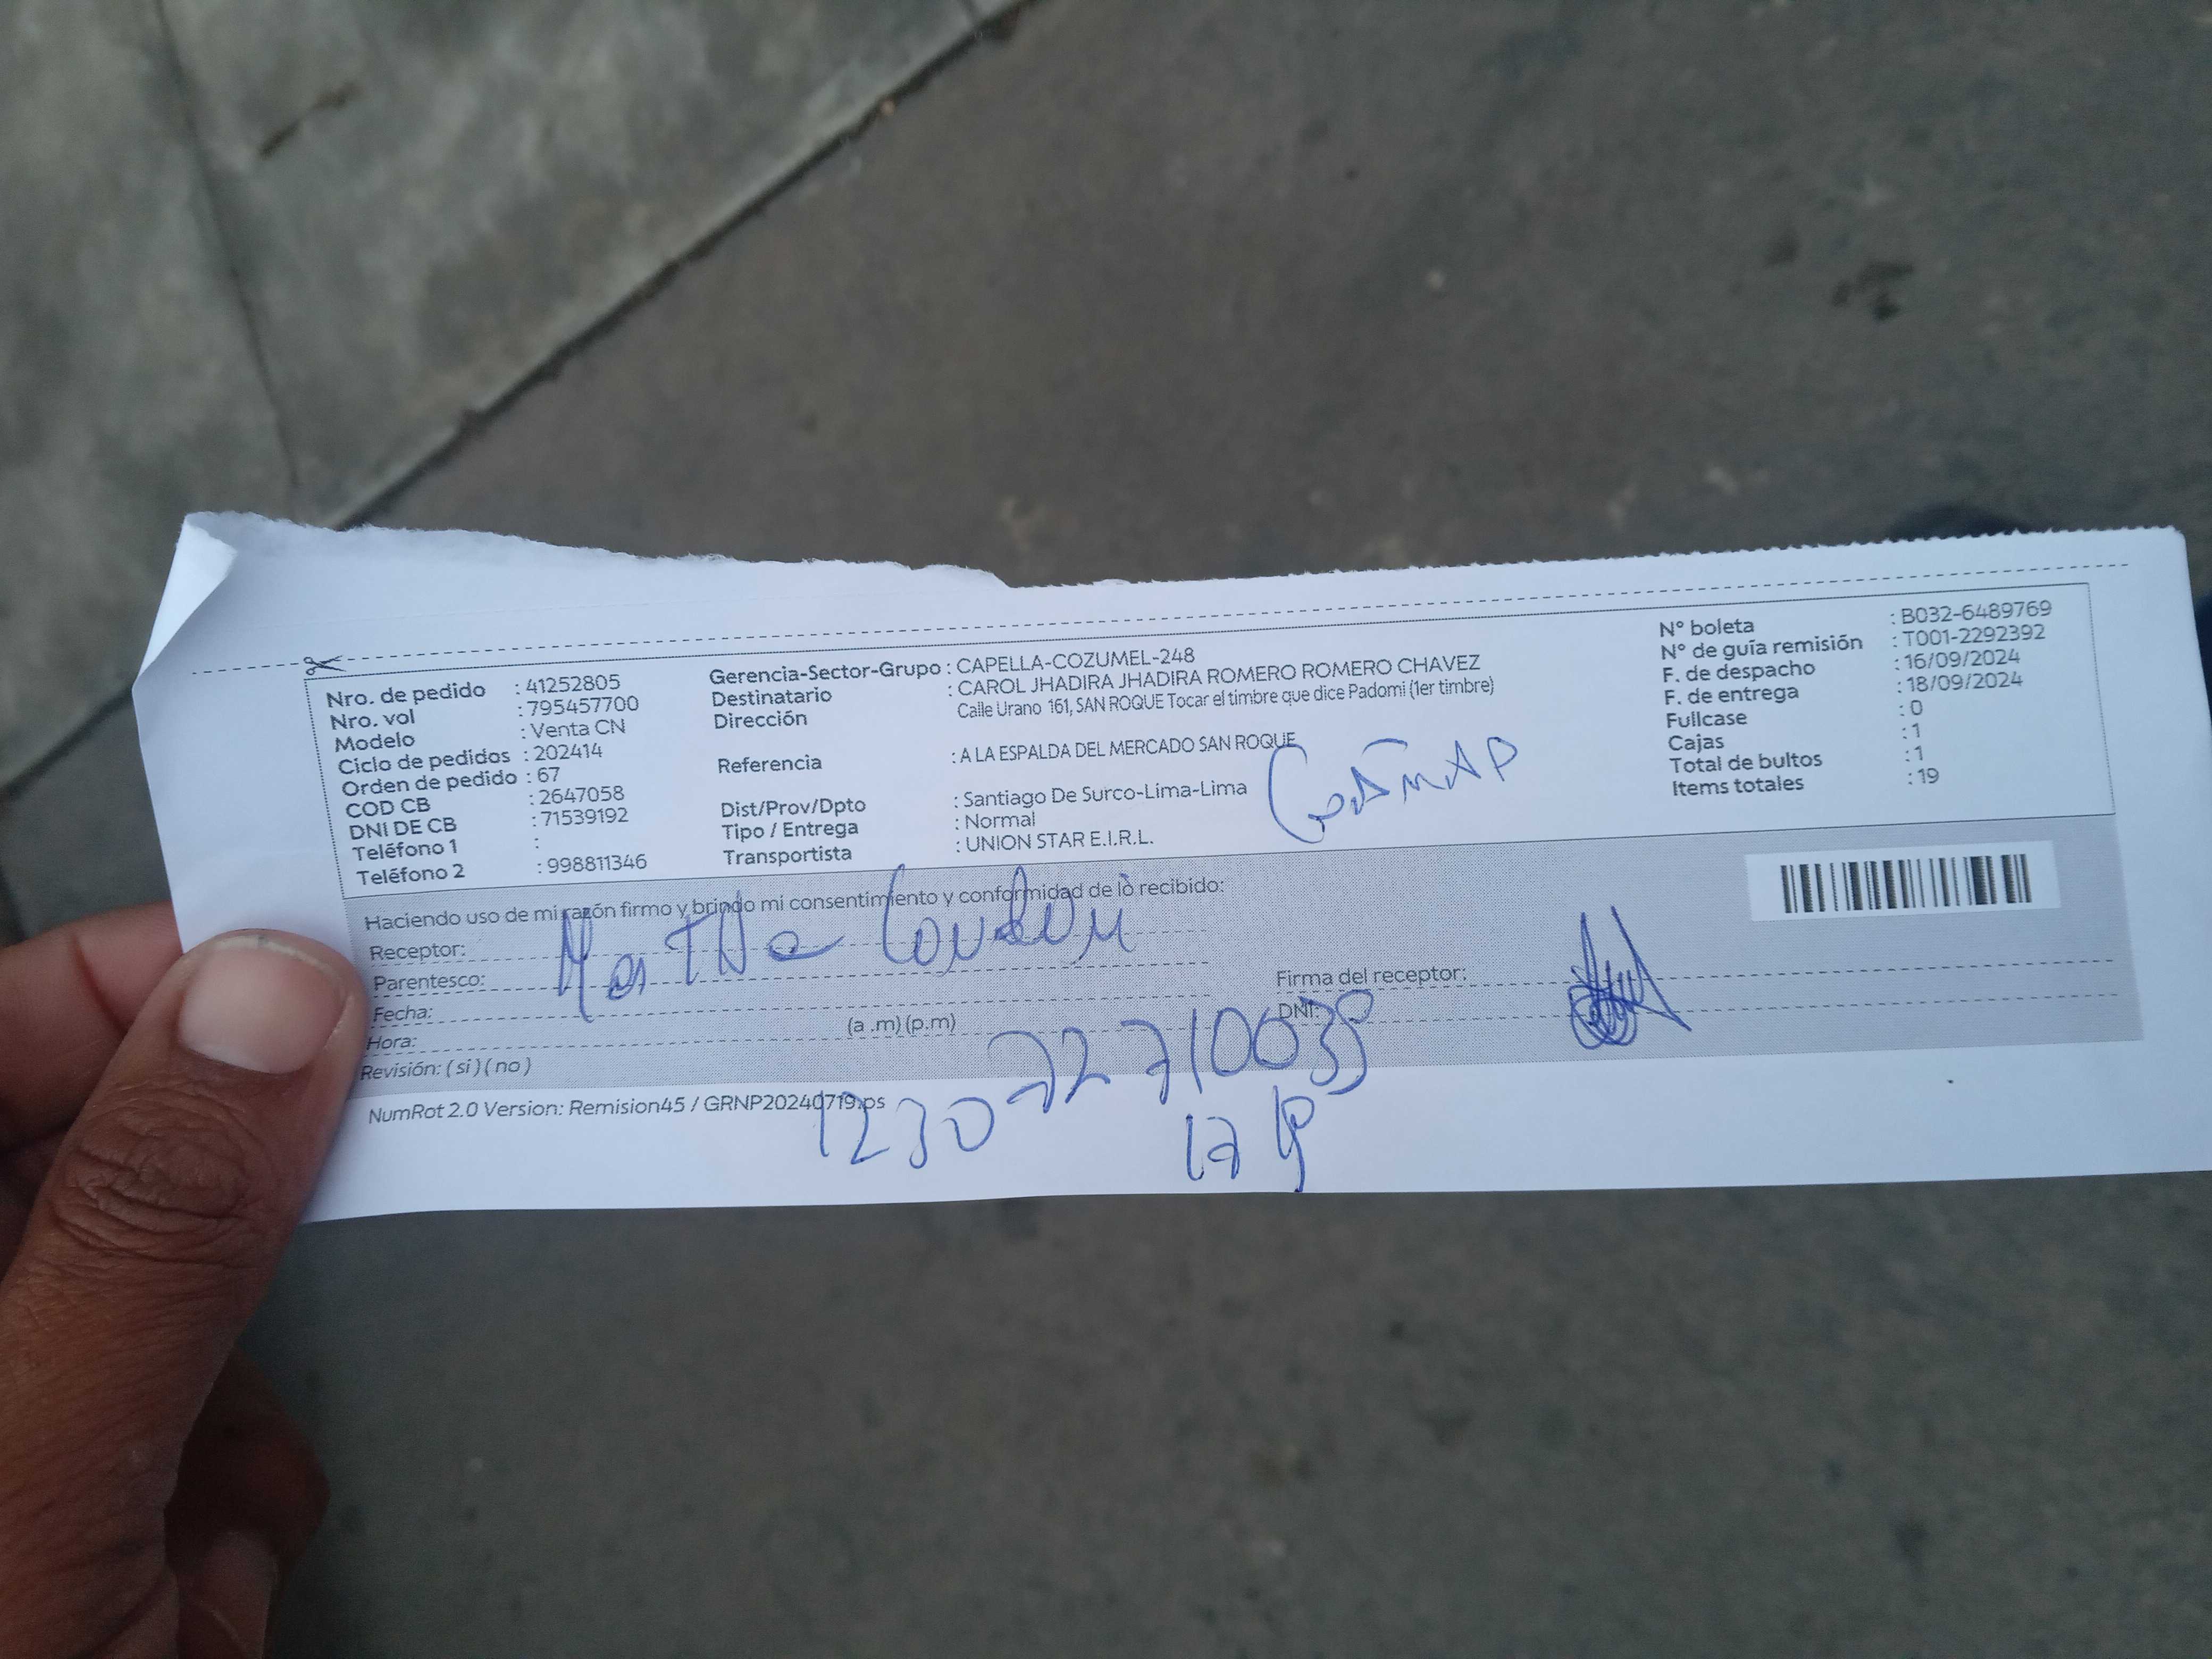 Nro. de pedido : 41252805
Nro. vol : 795457700
Modelo : Venta CN
Ciclo de pedidos : 202414
Orden de pedido : 67
COD CB : 2647058
DNI DE CB : 71539192
Teléfono 1 :
Teléfono 2 : 998811346
Gerencia-Sector-Grupo : CAPELLA-COZUMEL-248
Destinatario : CAROL JHADIRA JHADIRA ROMERO ROMERO CHAVEZ
Dirección Calle Urano 161, SAN ROQUE Tocar el timbre que dice Padomi (1er timbre)
Referencia : A LA ESPALDA DEL MERCADO SAN ROQUE
Dist/Prov/Dpto : Santiago De Surco-Lima-Lima
Tipo / Entrega : Normal
Transportista : UNION STAR E.I.R.L.
N° boleta : B032-6489769
N° de guía remisión : T001-2292392
F. de despacho : 16/09/2024
F. de entrega : 18/09/2024
Fullcase : 0
Cajas : 1
Total de bultos : 1
Items totales : 19
Haciendo uso de mi razón firmo y brindo mi consentimiento y conformidad de lo recibido:
Receptor:
Parentesco:
Fecha:
Hora: (a .m) (p.m)
Revisión: ( si ) ( no )
Firma del receptor:
DNI:
NumRot 2.0 Version: Remision45 / GRNP20240719.ps
1230